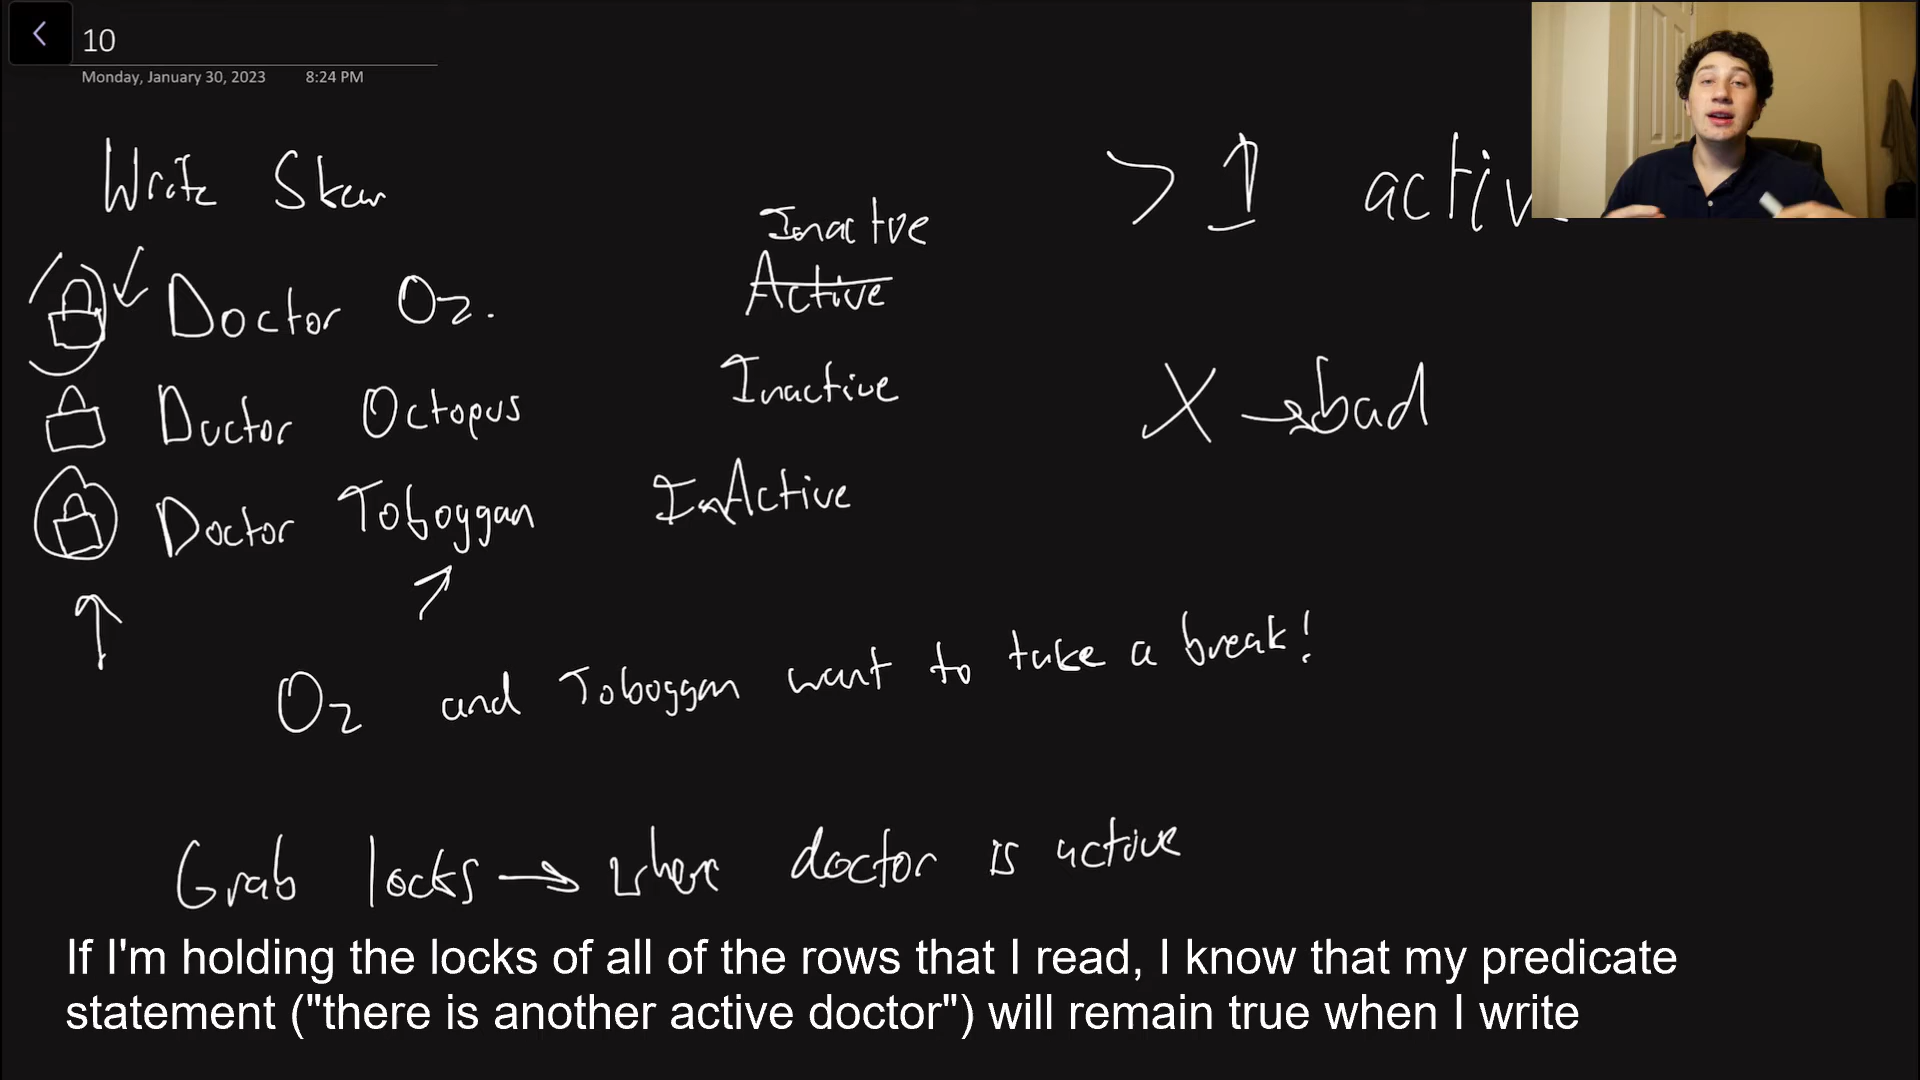 10
Monday, January 30, 2023 8:24 PM
Write Skew
> 1 activ
Inactve
Doctor Oz. Active
Doctor Octopus Inactive
X → bad
Doctor Toboggan InActive
Oz and Toboggan want to take a break!
Grab locks → where doctor is active
If I'm holding the locks of all of the rows that I read, I know that my predicate
statement ("there is another active doctor") will remain true when I write